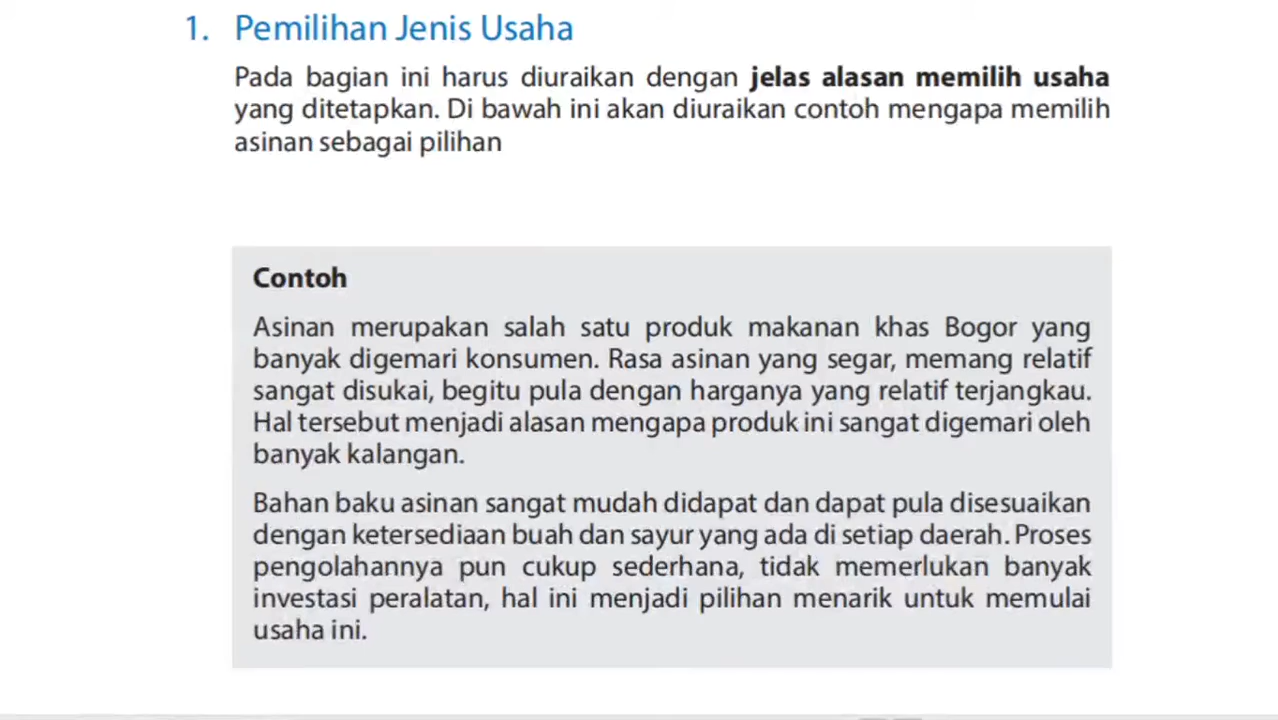 1. Pemilihan Jenis Usaha
Pada bagian ini harus diuraikan dengan jelas alasan memilih usaha
yang ditetapkan. Di bawah ini akan diuraikan contoh mengapa memilih
asinan sebagai pilihan
Contoh
Asinan merupakan salah satu produk makanan khas Bogor yang
banyak digemari konsumen. Rasa asinan yang segar, memang relatif
sangat disukai, begitu pula dengan harganya yang relatif terjangkau.
Hal tersebut menjadi alasan mengapa produk ini sangat digemari oleh
banyak kalangan.
Bahan baku asinan sangat mudah didapat dan dapat pula disesuaikan
dengan ketersediaan buah dan sayur yang ada di setiap daerah. Proses
pengolahannya pun cukup sederhana, tidak memerlukan banyak
investasi peralatan, hal ini menjadi pilihan menarik untuk memulai
usaha ini.